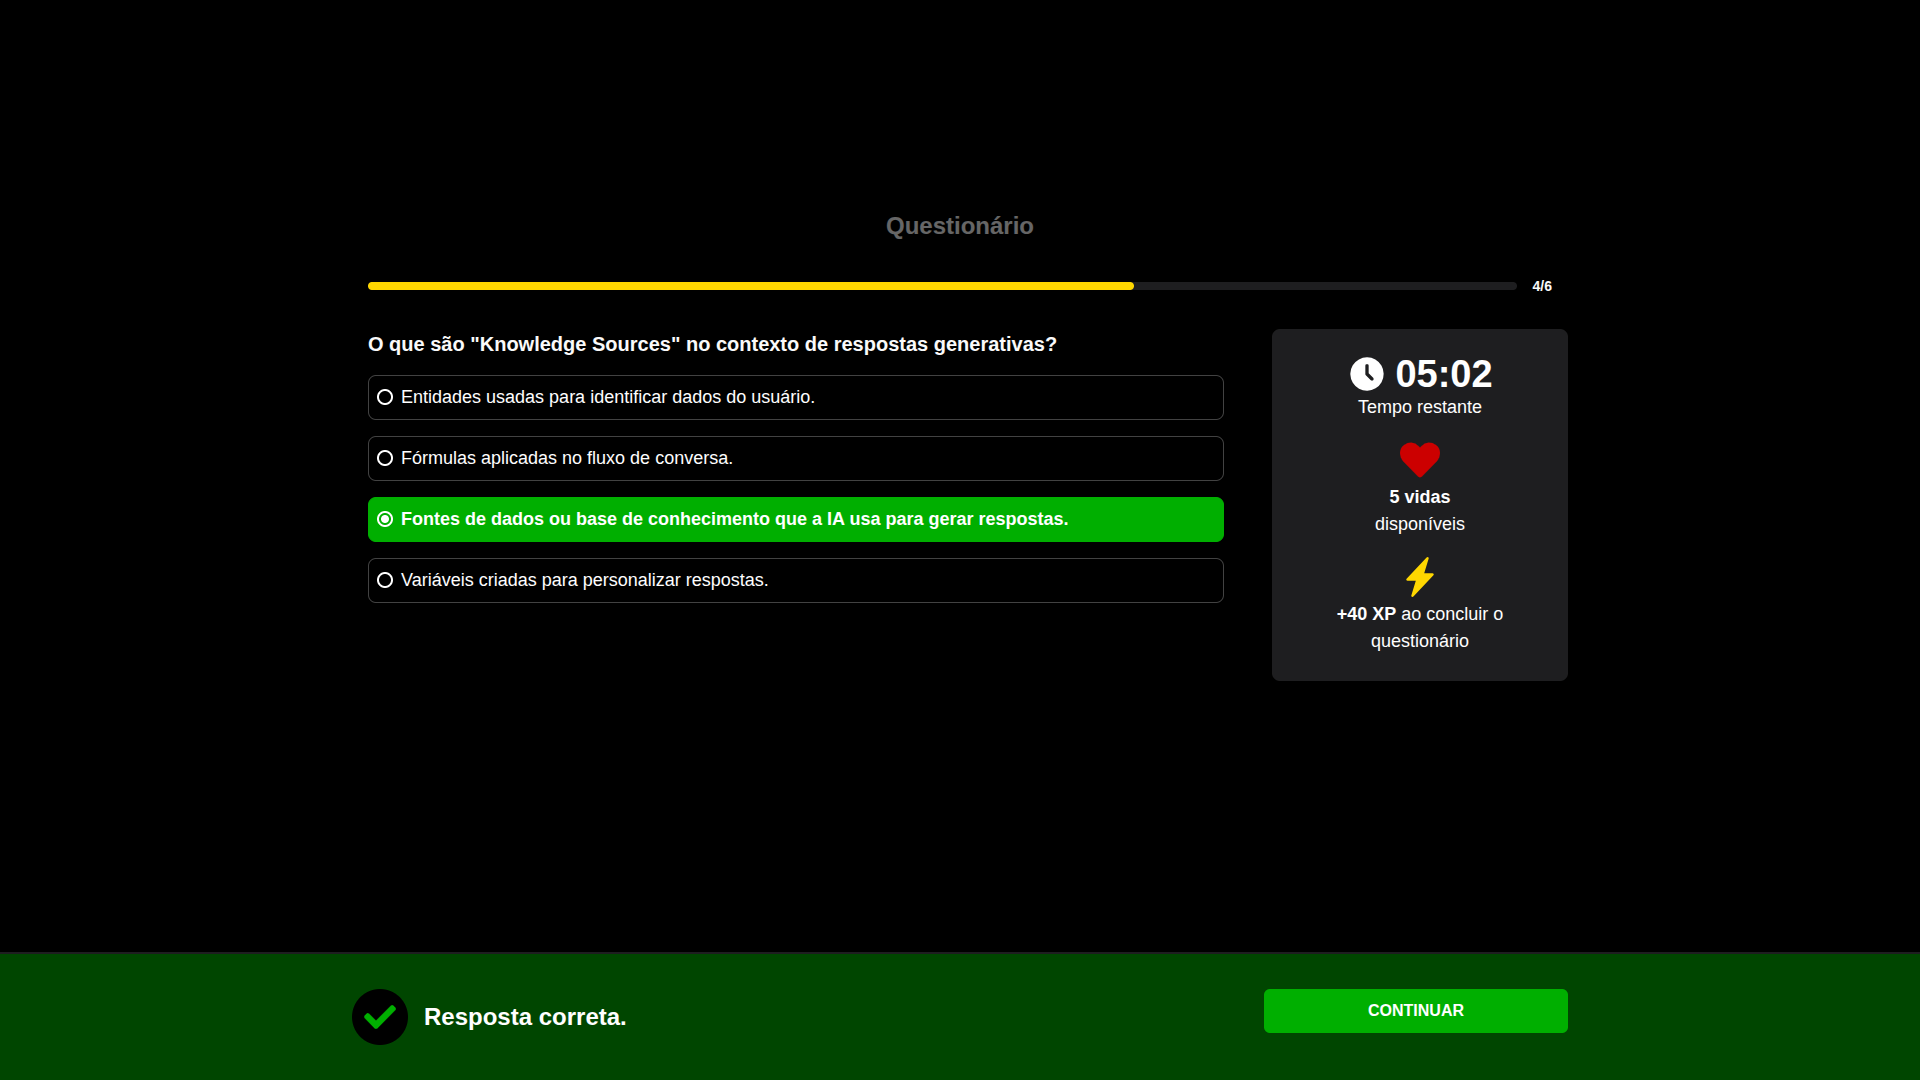 Questionário
4/6
O que são "Knowledge Sources" no contexto de respostas generativas?
Entidades usadas para identificar dados do usuário.
Fórmulas aplicadas no fluxo de conversa.
Fontes de dados ou base de conhecimento que a IA usa para gerar respostas.
Variáveis criadas para personalizar respostas.
05:02
Tempo restante
5 vidas
disponíveis
+40 XP ao concluir o
questionário
Resposta correta.
CONTINUAR